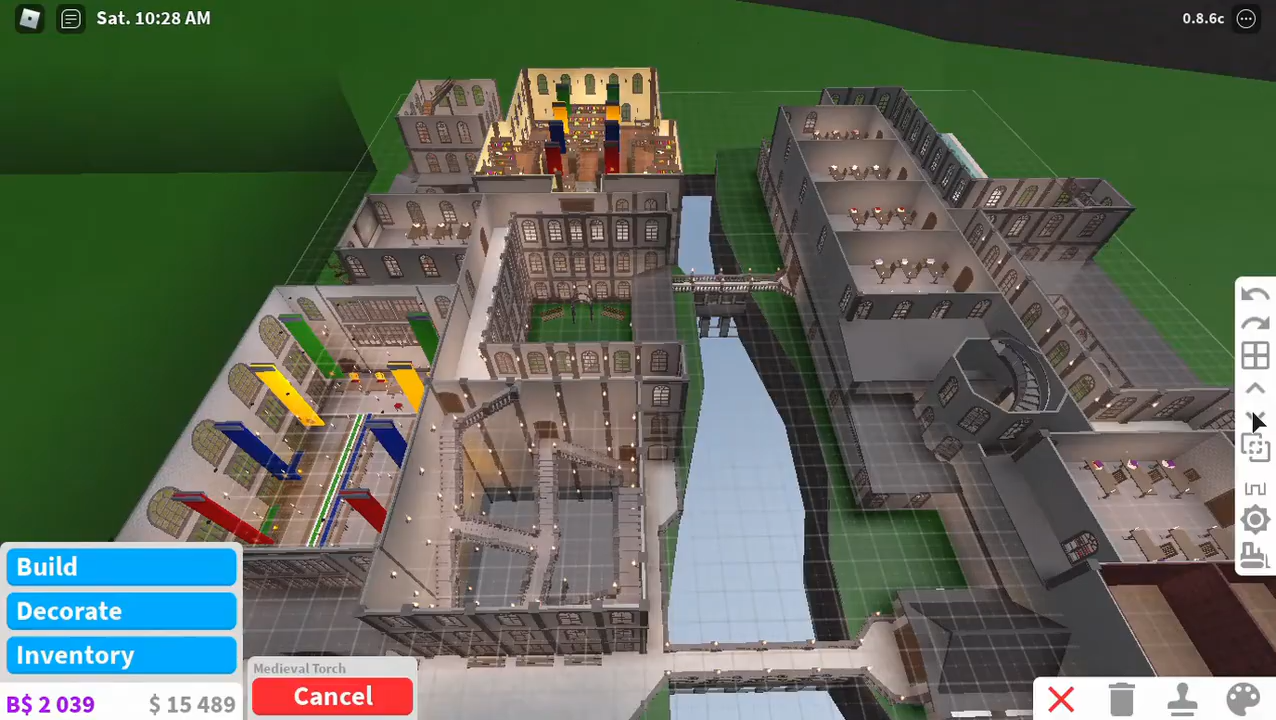 Sat. 10:28 AM
0.8.6c
Build
Decorate
Inventory
Medieval Torch
Cancel
B$ 2 039
$ 15 489